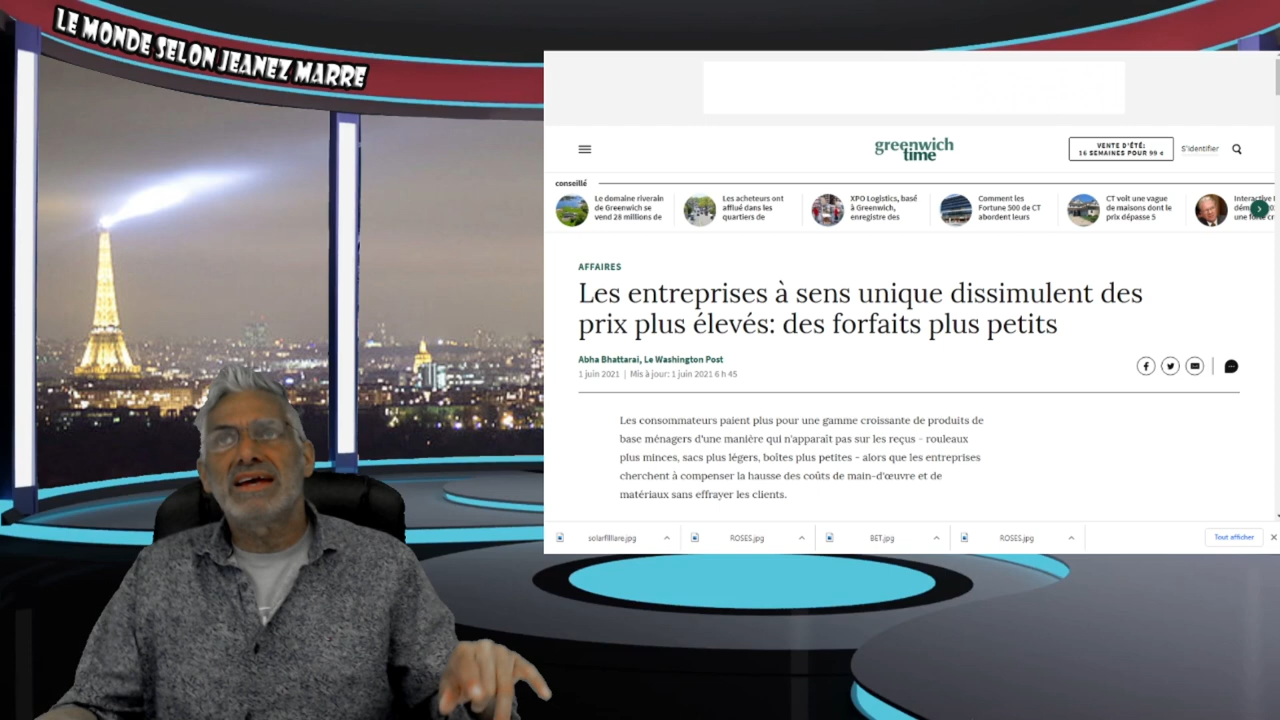 LE MONDE SELON JEANEZ MARRE
greenwich
time
VENTE D'ÉTÉ:
16 SEMAINES POUR 99 €
S'identifier
conseillé
Le domaine riverain
de Greenwich se
vend 28 millions de
Les acheteurs ont
afflué dans les
quartiers de
XPO Logistics, basé
à Greenwich,
enregistre des
Comment les
Fortune 500 de CT
abordent leurs
CT voit une vague
de maisons dont le
prix dépasse 5
AFFAIRES
Les entreprises à sens unique dissimulent des
prix plus élevés: des forfaits plus petits
Abha Bhattarai, Le Washington Post
1 juin 2021 | Mis à jour: 1 juin 2021 6 h 45
Les consommateurs paient plus pour une gamme croissante de produits de
base ménagers d'une manière qui n'apparaît pas sur les reçus - rouleaux
plus minces, sacs plus légers, boîtes plus petites - alors que les entreprises
cherchent à compenser la hausse des coûts de main-d'œuvre et de
matériaux sans effrayer les clients.
solarfilliare.jpg
ROSES.jpg
BET.jpg
ROSES.jpg
Tout afficher